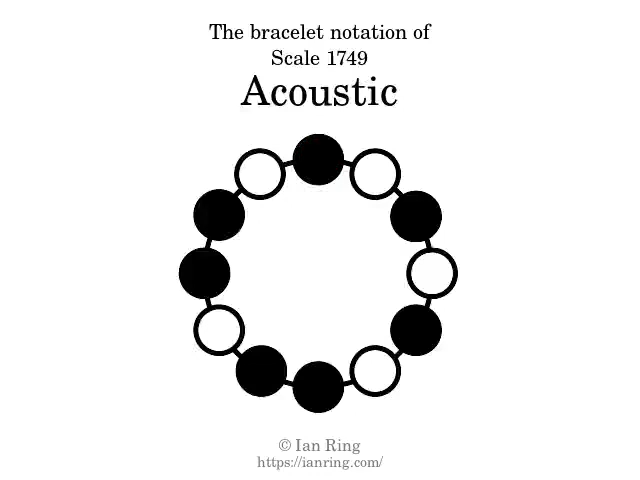 The bracelet notation of
Scale 1749
Acoustic
© Ian Ring
https://ianring.com/